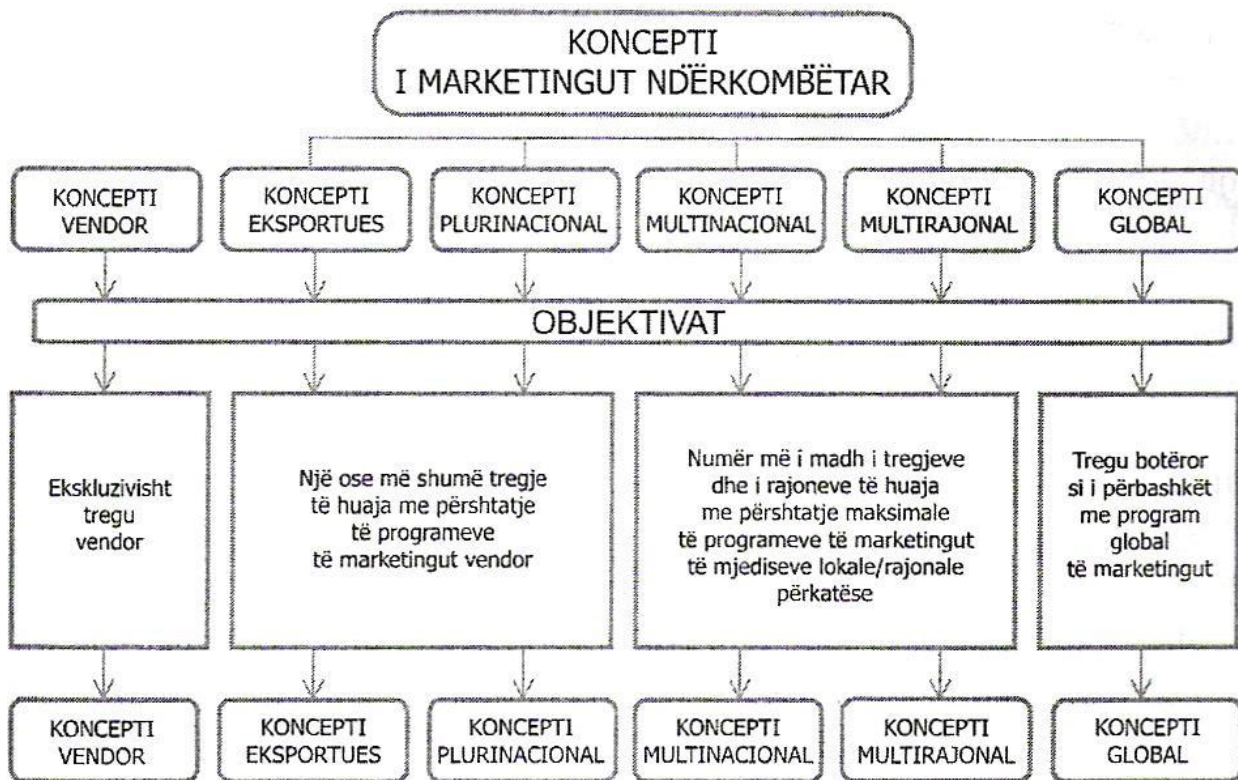 KONCEPTI
I MARKETINGUT NDËRKOMBËTAR
KONCEPTI
VENDOR
KONCEPTI
EKSPORTUES
KONCEPTI
PLURINACIONAL
KONCEPTI
MULTINACIONAL
KONCEPTI
MULTIRAJONAL
KONCEPTI
GLOBAL
OBJEKTIVAT
Ekskluzivisht
tregu
vendor
Një ose më shumë tregje
të huaja me përshtatje
të programeve
të marketingut vendor
Numër më i madh i tregjeve
dhe i rajoneve të huaja
me përshtatje maksimale
të programeve të marketingut
të mjediseve lokale/rajonale
përkatëse
Tregu botëror
si i përbashkët
me program
global
të marketingut
KONCEPTI
VENDOR
KONCEPTI
EKSPORTUES
KONCEPTI
PLURINACIONAL
KONCEPTI
MULTINACIONAL
KONCEPTI
MULTIRAJONAL
KONCEPTI
GLOBAL